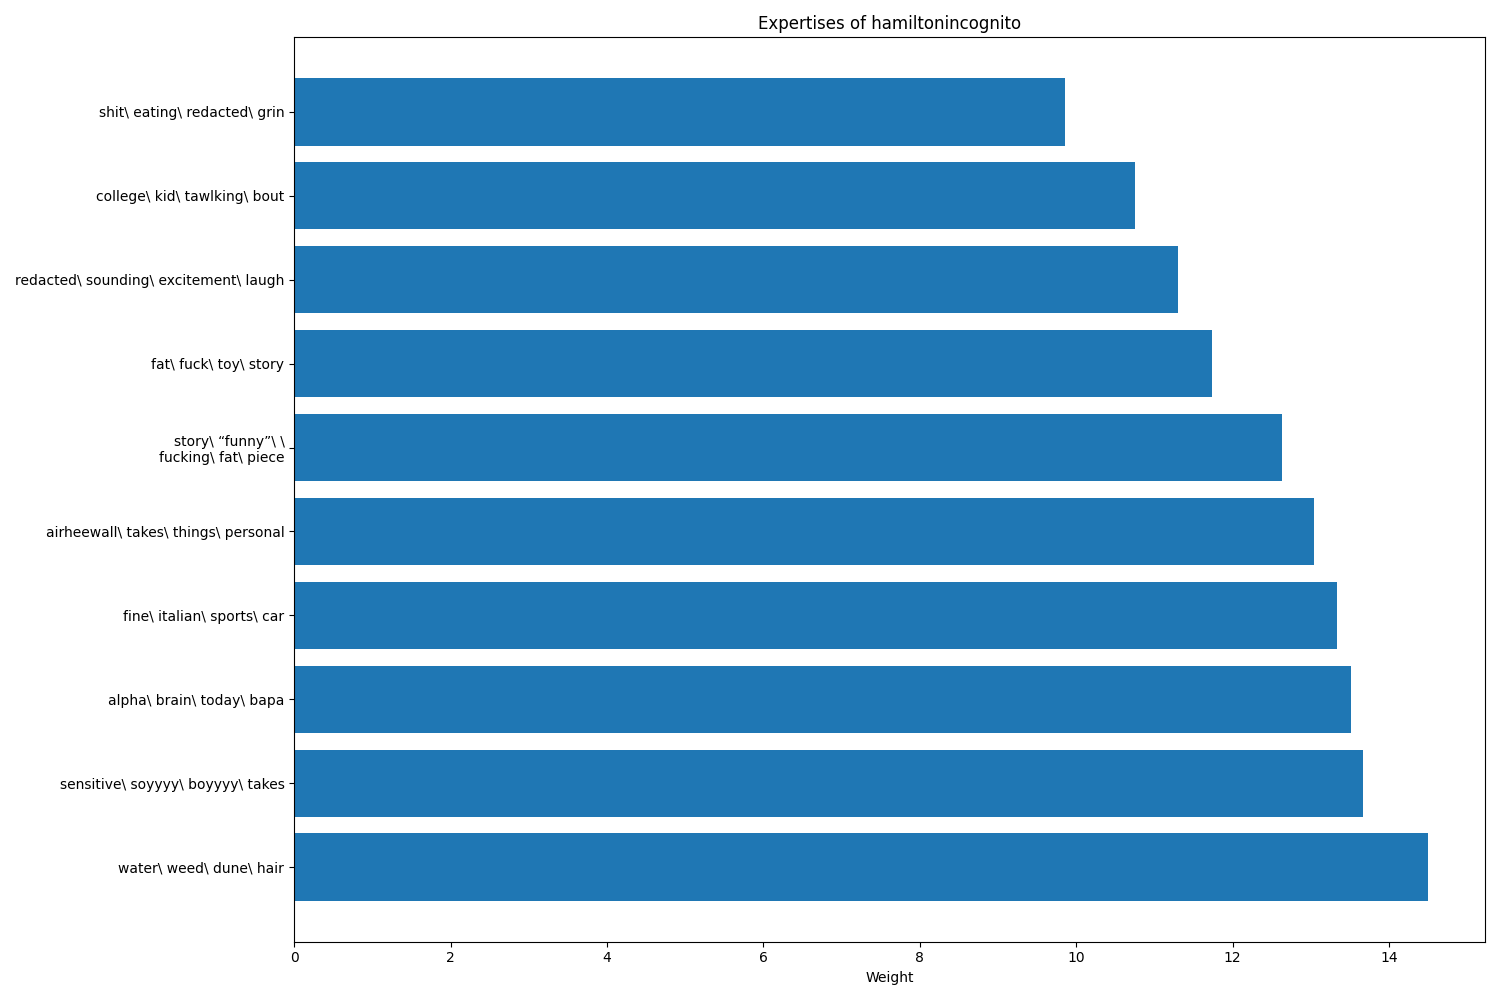 Expertises of hamiltonincognito
shit\ eating\ redacted\ grin
college\ kid\ tawlking\ bout
redacted\ sounding\ excitement\ laugh
fat\ fuck\ toy\ story
story\ “funny”\ \
fucking\ fat\ piece
airheewall\ takes\ things\ personal
fine\ italian\ sports\ car
alpha\ brain\ today\ bapa
sensitive\ soyyyy\ boyyyy\ takes
water\ weed\ dune\ hair
0 2 4 6 8 10 12 14
Weight